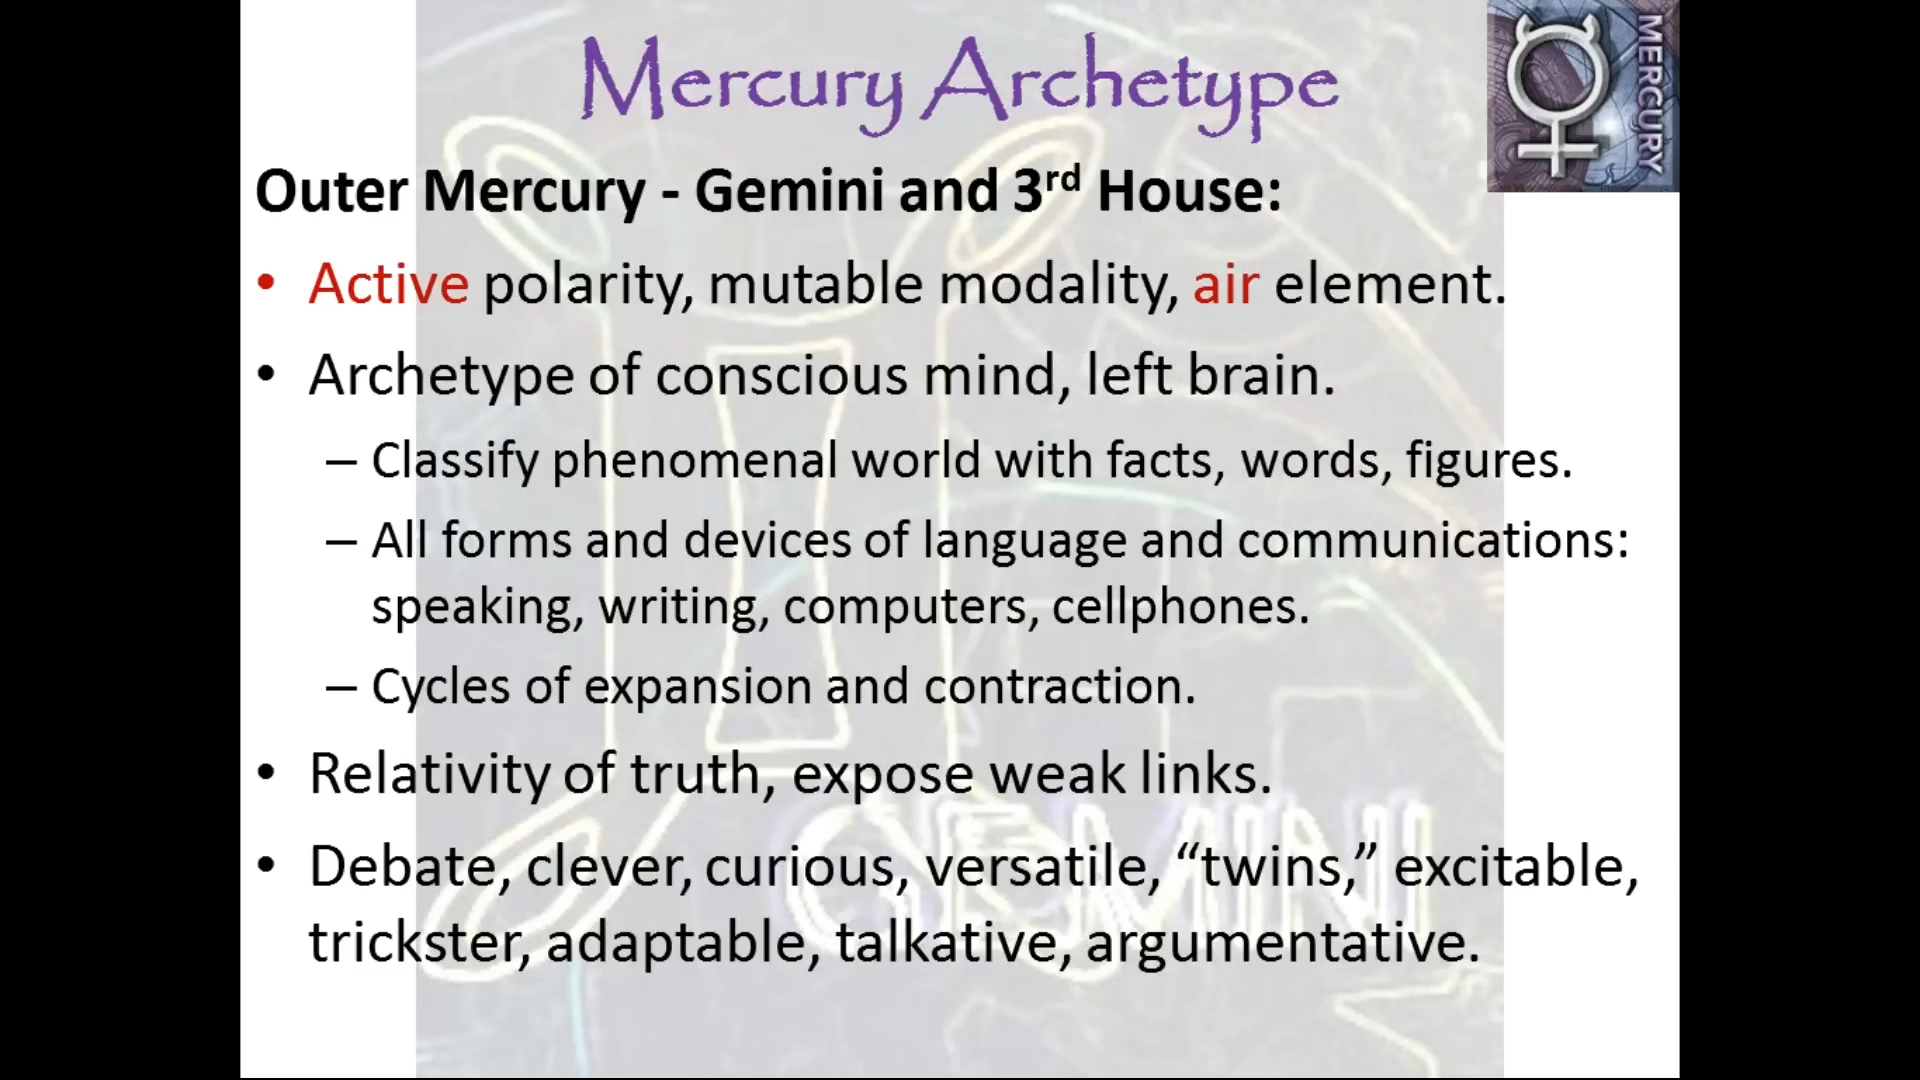 Mercury Archetype
MERCURY
Outer Mercury - Gemini and 3rd House:
• Active polarity, mutable modality, air element.
• Archetype of conscious mind, left brain.
– Classify phenomenal world with facts, words, figures.
– All forms and devices of language and communications:
speaking, writing, computers, cellphones.
– Cycles of expansion and contraction.
• Relativity of truth, expose weak links.
GEMINI
• Debate, clever, curious, versatile, “twins,” excitable,
trickster, adaptable, talkative, argumentative.